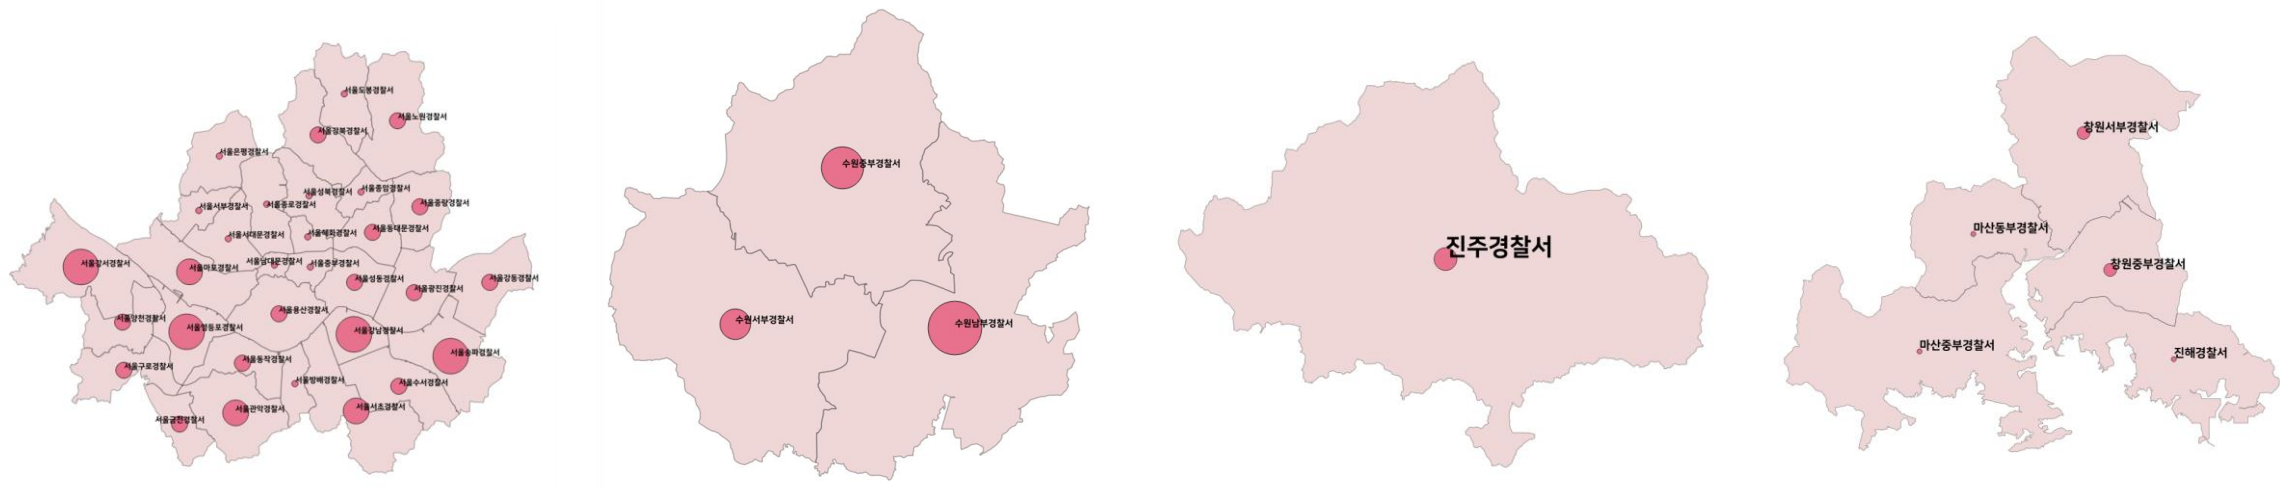 서울도봉경찰서
서울노원경찰서
서울강북경찰서
서울은평경찰서
서울성북경찰서
서울종암경찰서
서울서부경찰서
서울종로경찰서
서울중랑경찰서
서울서대문경찰서
서울혜화경찰서
서울동대문경찰서
서울강서경찰서
서울마포경찰서
서울남대문경찰서
서울중부경찰서
서울성동경찰서
서울광진경찰서
서울강동경찰서
서울양천경찰서
서울영등포경찰서
서울용산경찰서
서울강남경찰서
서울송파경찰서
서울구로경찰서
서울동작경찰서
서울방배경찰서
서울수서경찰서
서울금천경찰서
서울관악경찰서
서울서초경찰서
수원중부경찰서
수원서부경찰서
수원남부경찰서
진주경찰서
창원서부경찰서
마산동부경찰서
창원중부경찰서
마산중부경찰서
진해경찰서